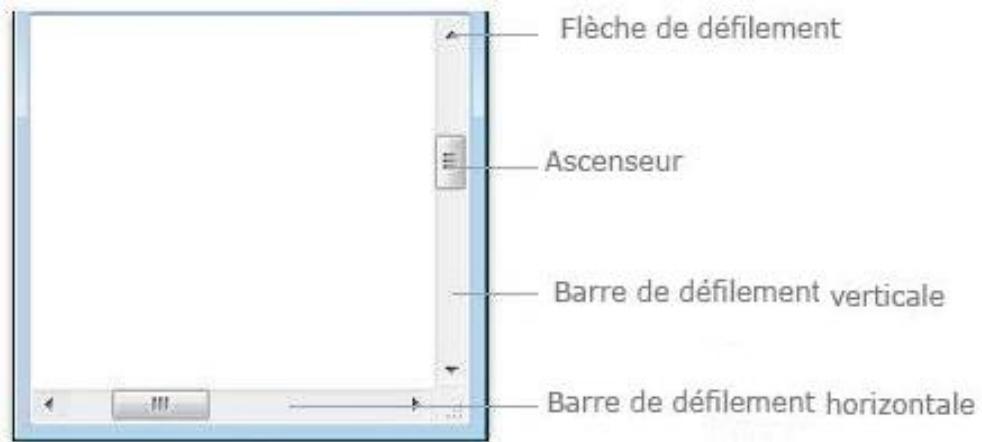 Flèche de défilement
Ascenseur
Barre de défilement verticale
Barre de défilement horizontale